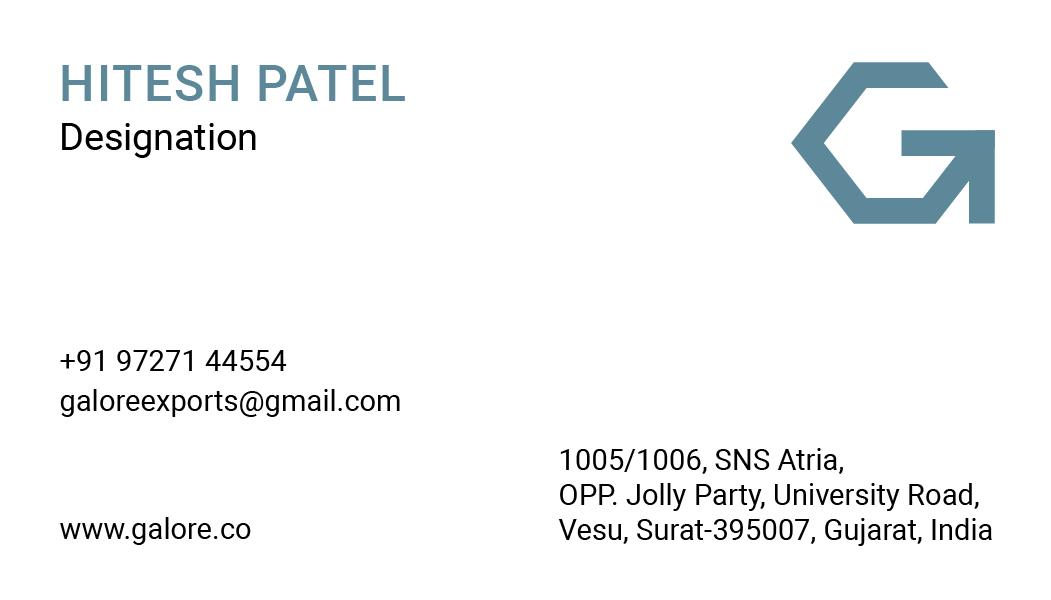 HITESH PATEL
Designation
+91 97271 44554
galoreexports@gmail.com
www.galore.co
1005/1006, SNS Atria,
OPP. Jolly Party, University Road,
Vesu, Surat-395007, Gujarat, India